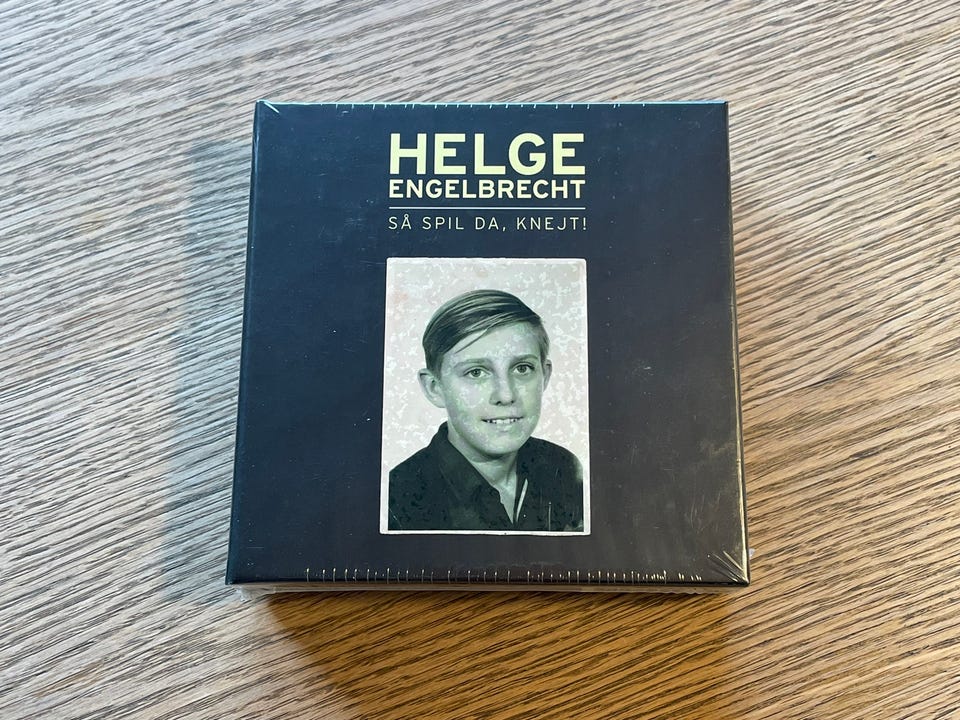 HELGE
ENGELBRECHT
SÅ SPIL DA, KNEJT!